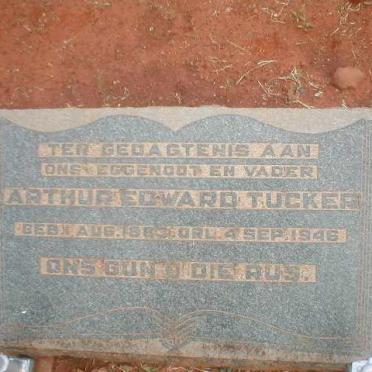 TER GEDAGTENIS AAN
ONS EGGENOOT EN VADER
ARTHUR EDWARD TUCKER
GEB: AUG. ORL. 4 SEP. 1946
ONS GUN U DIE RUS.